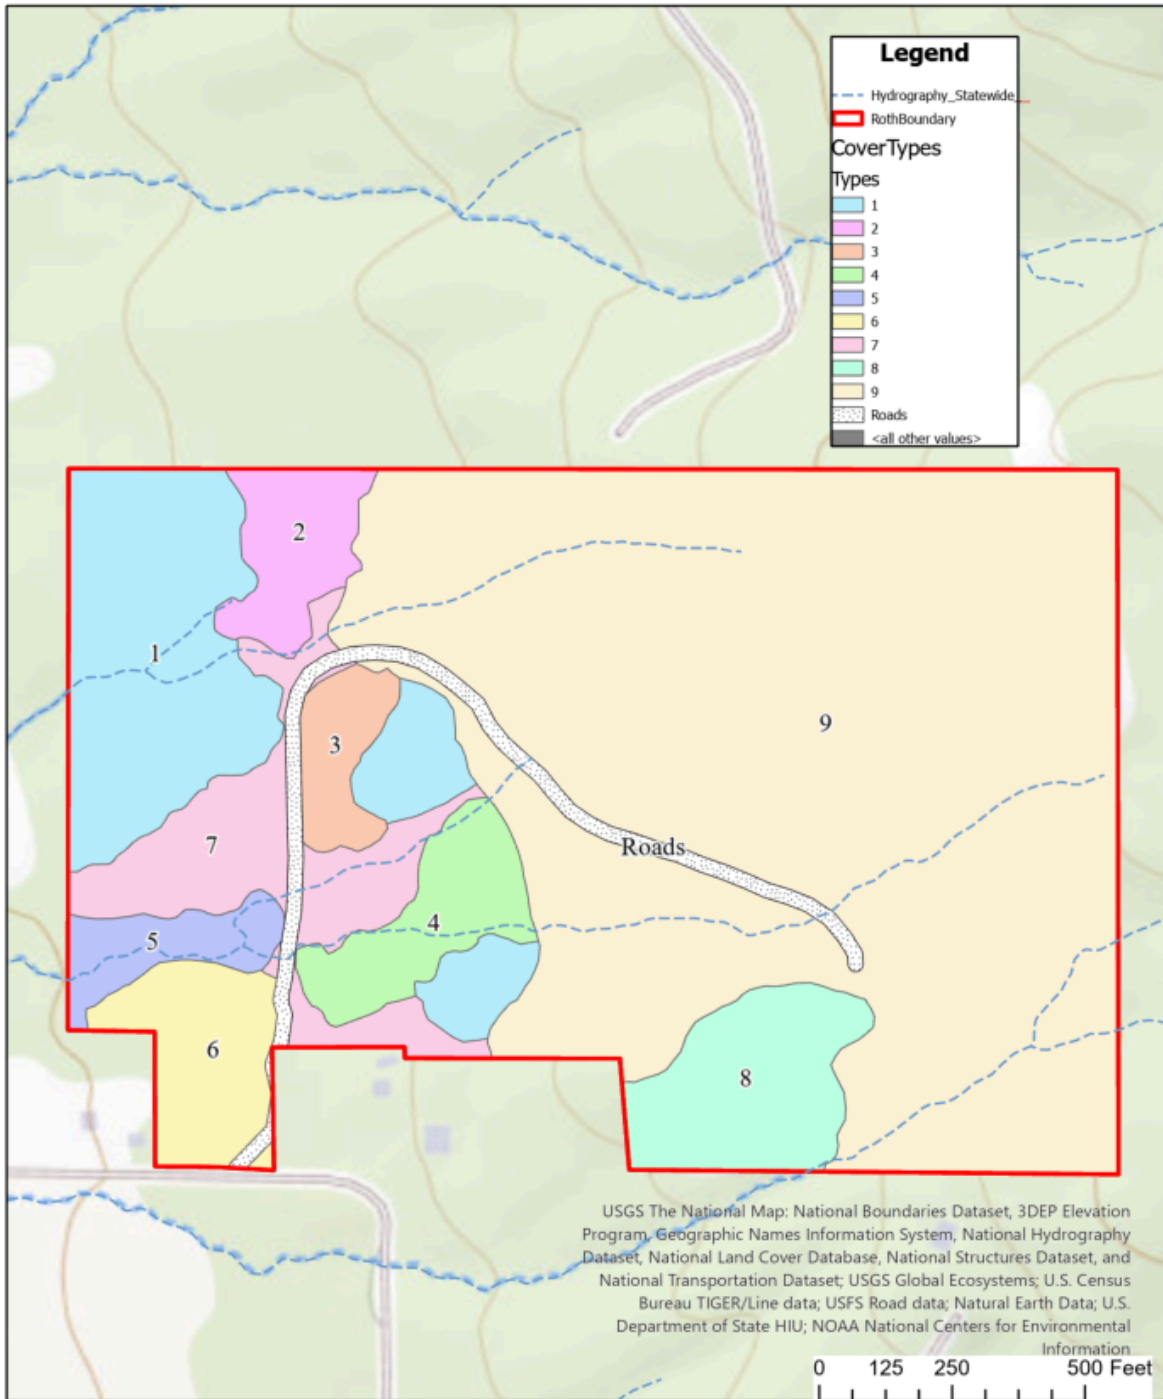 Legend
Hydrography_Statewide_
RothBoundary
CoverTypes
Types
1
2
3
4
5
6
7
8
9
Roads
<all other values>
2
1
9
3
7
Roads
4
5
6
8
USGS The National Map: National Boundaries Dataset, 3DEP Elevation
Program, Geographic Names Information System, National Hydrography
Dataset, National Land Cover Database, National Structures Dataset, and
National Transportation Dataset; USGS Global Ecosystems; U.S. Census
Bureau TIGER/Line data; USFS Road data; Natural Earth Data; U.S.
Department of State HIU; NOAA National Centers for Environmental
Information
0 125 250 500 Feet